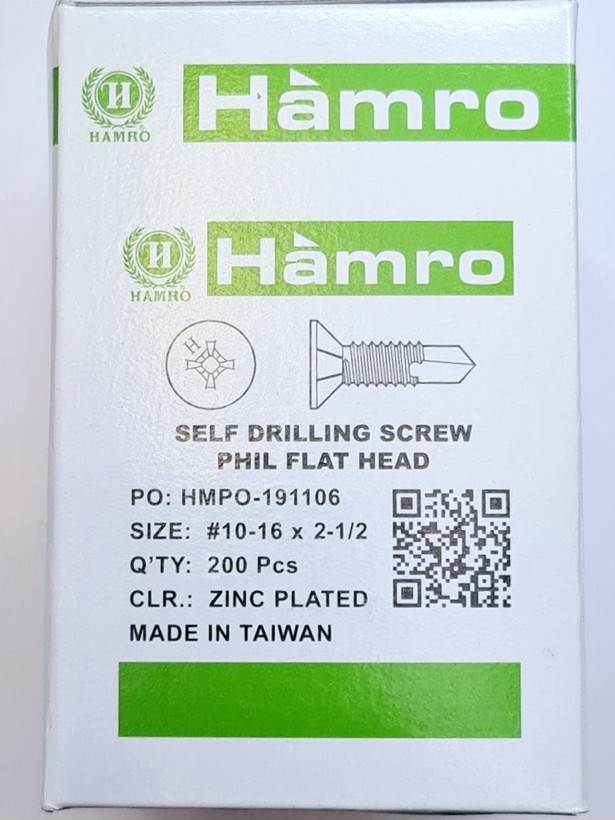 H
HAMRO®
Hàmro
H
HAMRO®
Hàmro
H
SELF DRILLING SCREW
PHIL FLAT HEAD
PO: HMPO-191106
SIZE: #10-16 x 2-1/2
Q'TY: 200 Pcs
CLR.: ZINC PLATED
MADE IN TAIWAN